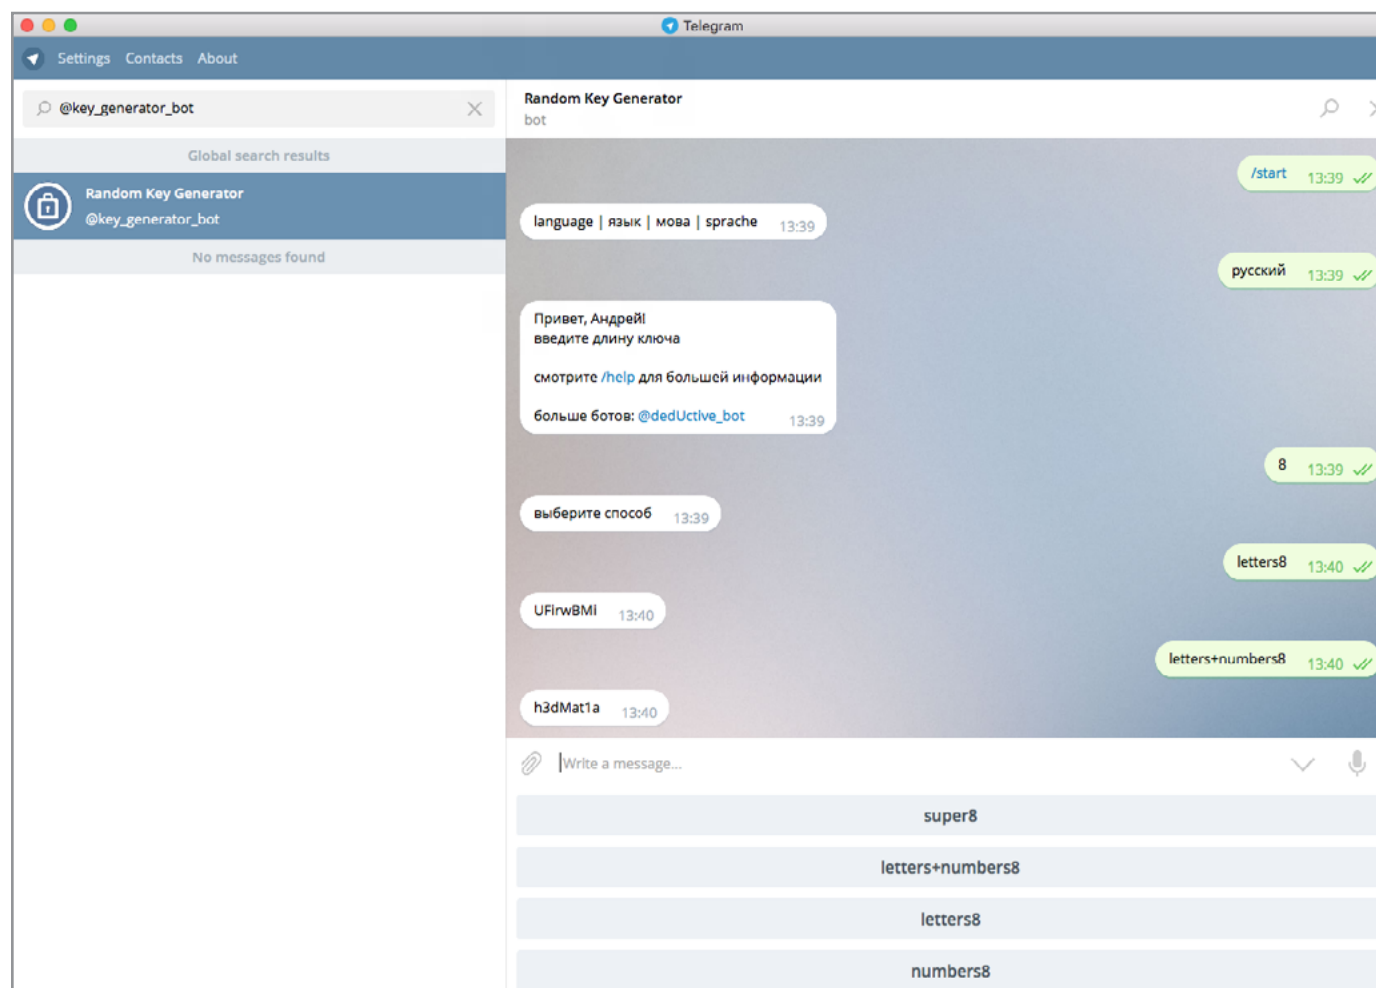 Telegram
Settings Contacts About
@key_generator_bot
Global search results
Random Key Generator
@key_generator_bot
No messages found
Random Key Generator
bot
/start 13:39
language | язык | мова | sprache 13:39
русский 13:39
Привет, Андрей!
введите длину ключа
смотрите /help для большей информации
больше ботов: @dedUctive_bot 13:39
8 13:39
выберите способ 13:39
letters8 13:40
UFirwBMi 13:40
letters+numbers8 13:40
h3dMat1a 13:40
Write a message...
super8
letters+numbers8
letters8
numbers8